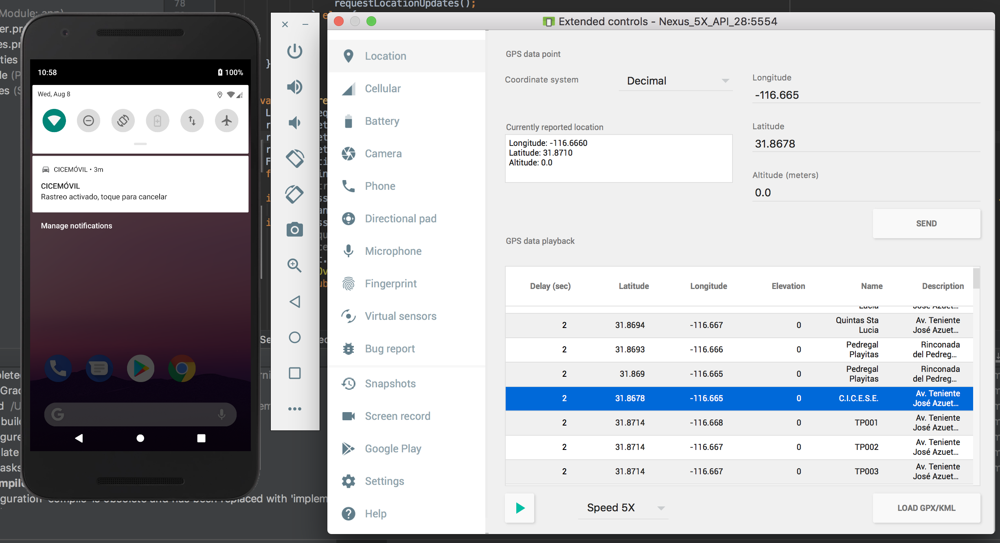 78
requestLocationUpdates();
10:58
100%
Wed, Aug 8
CICEMÓVIL • 3m
CICEMÓVIL
Rastreo activado, toque para cancelar
Manage notifications
Extended controls - Nexus_5X_API_28:5554
Location
Cellular
Battery
Camera
Phone
Directional pad
Microphone
Fingerprint
Virtual sensors
Bug report
Snapshots
Screen record
Google Play
Settings
Help
GPS data point
Coordinate system
Decimal
Longitude
-116.665
Currently reported location
Longitude: -116.6660
Latitude: 31.8710
Altitude: 0.0
Latitude
31.8678
Altitude (meters)
0.0
SEND
GPS data playback
Delay (sec) Latitude Longitude Elevation Name Description
2 31.8694 -116.667 0 Quintas Sta Lucia Av. Teniente José Azuet...
2 31.8693 -116.666 0 Pedregal Playitas Rinconada del Pedreg...
2 31.869 -116.665 0 Pedregal Playitas Rinconada del Pedreg...
2 31.8678 -116.665 0 C.I.C.E.S.E. Av. Teniente José Azuet...
2 31.8714 -116.668 0 TP001 Av. Teniente José Azuet...
2 31.8714 -116.667 0 TP002 Av. Teniente José Azuet...
2 31.8714 -116.667 0 TP003 Av. Teniente José Azuet...
Speed 5X
LOAD GPX/KML